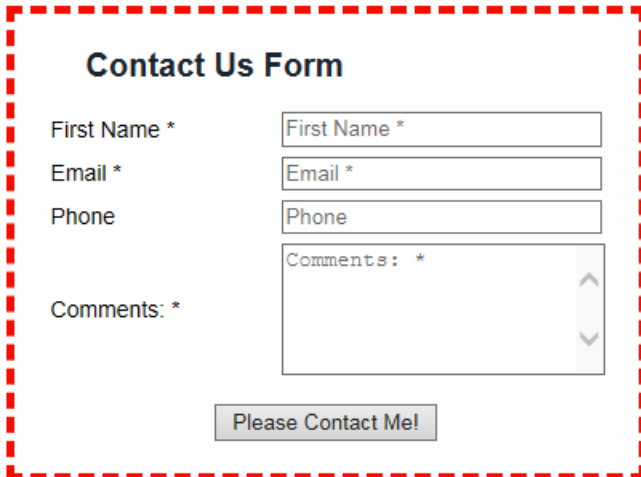 Contact Us Form
First Name * First Name *
Email * Email *
Phone Phone
Comments: *
Comments: *
Please Contact Me!